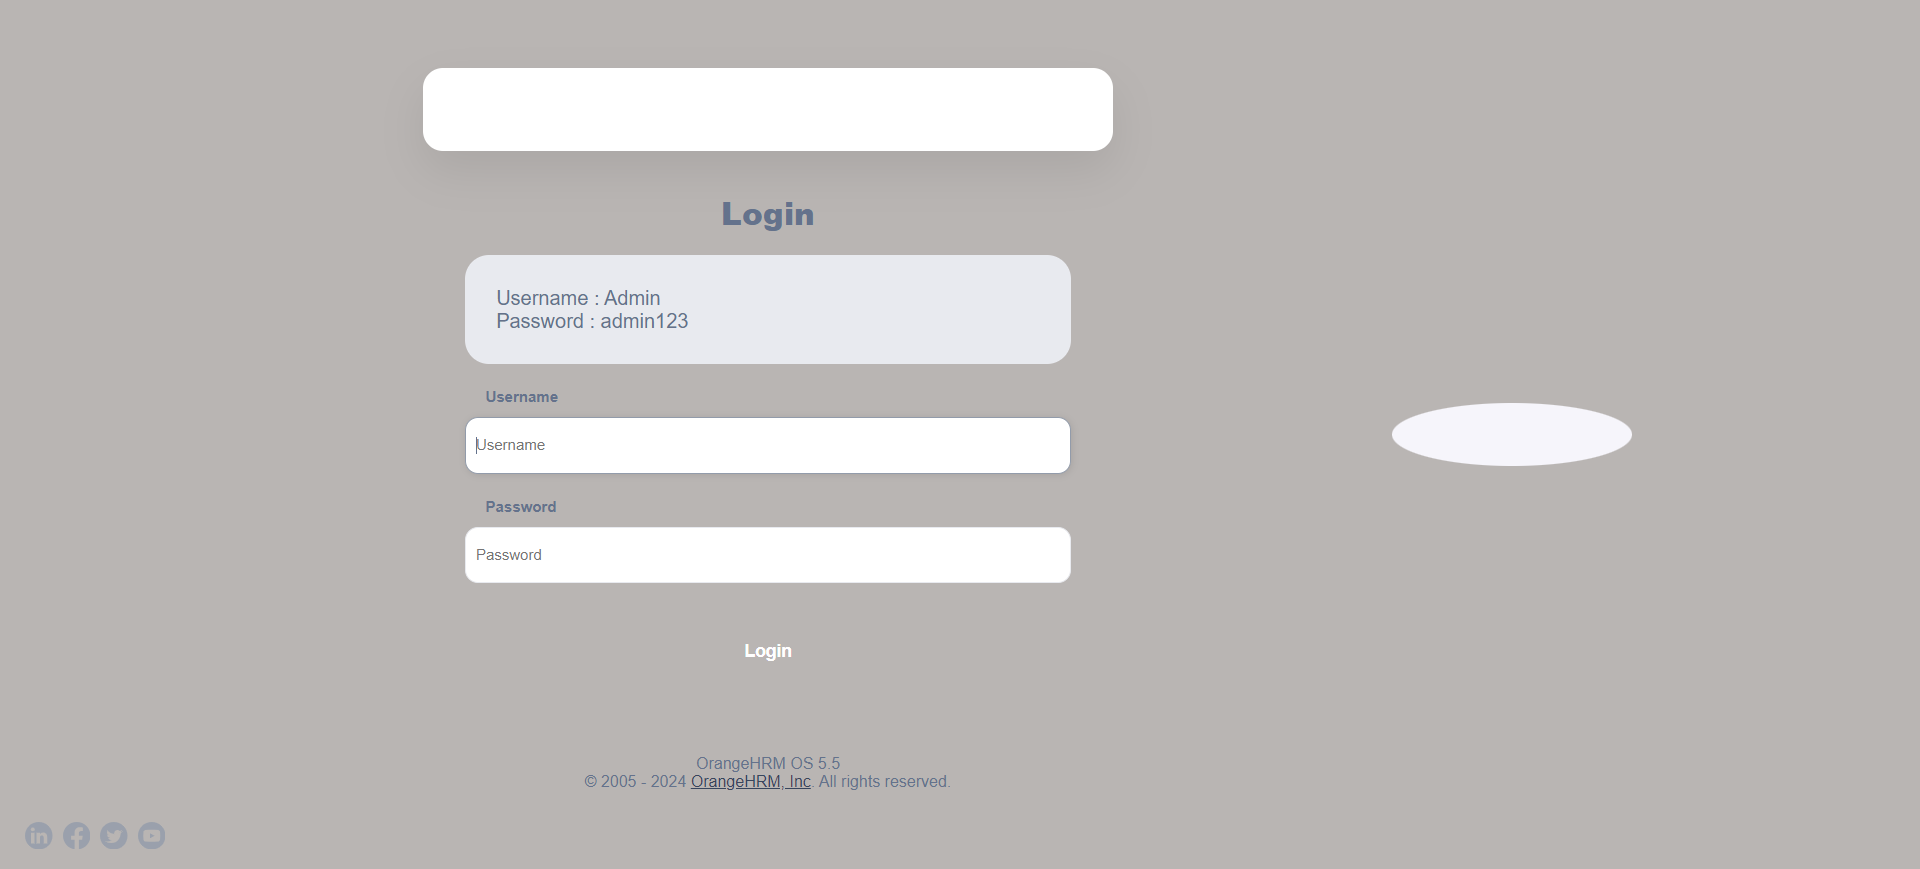 Login
Username : Admin
Password : admin123
Username
Username
Password
Password
Login
OrangeHRM OS 5.5
© 2005 - 2024 OrangeHRM, Inc. All rights reserved.